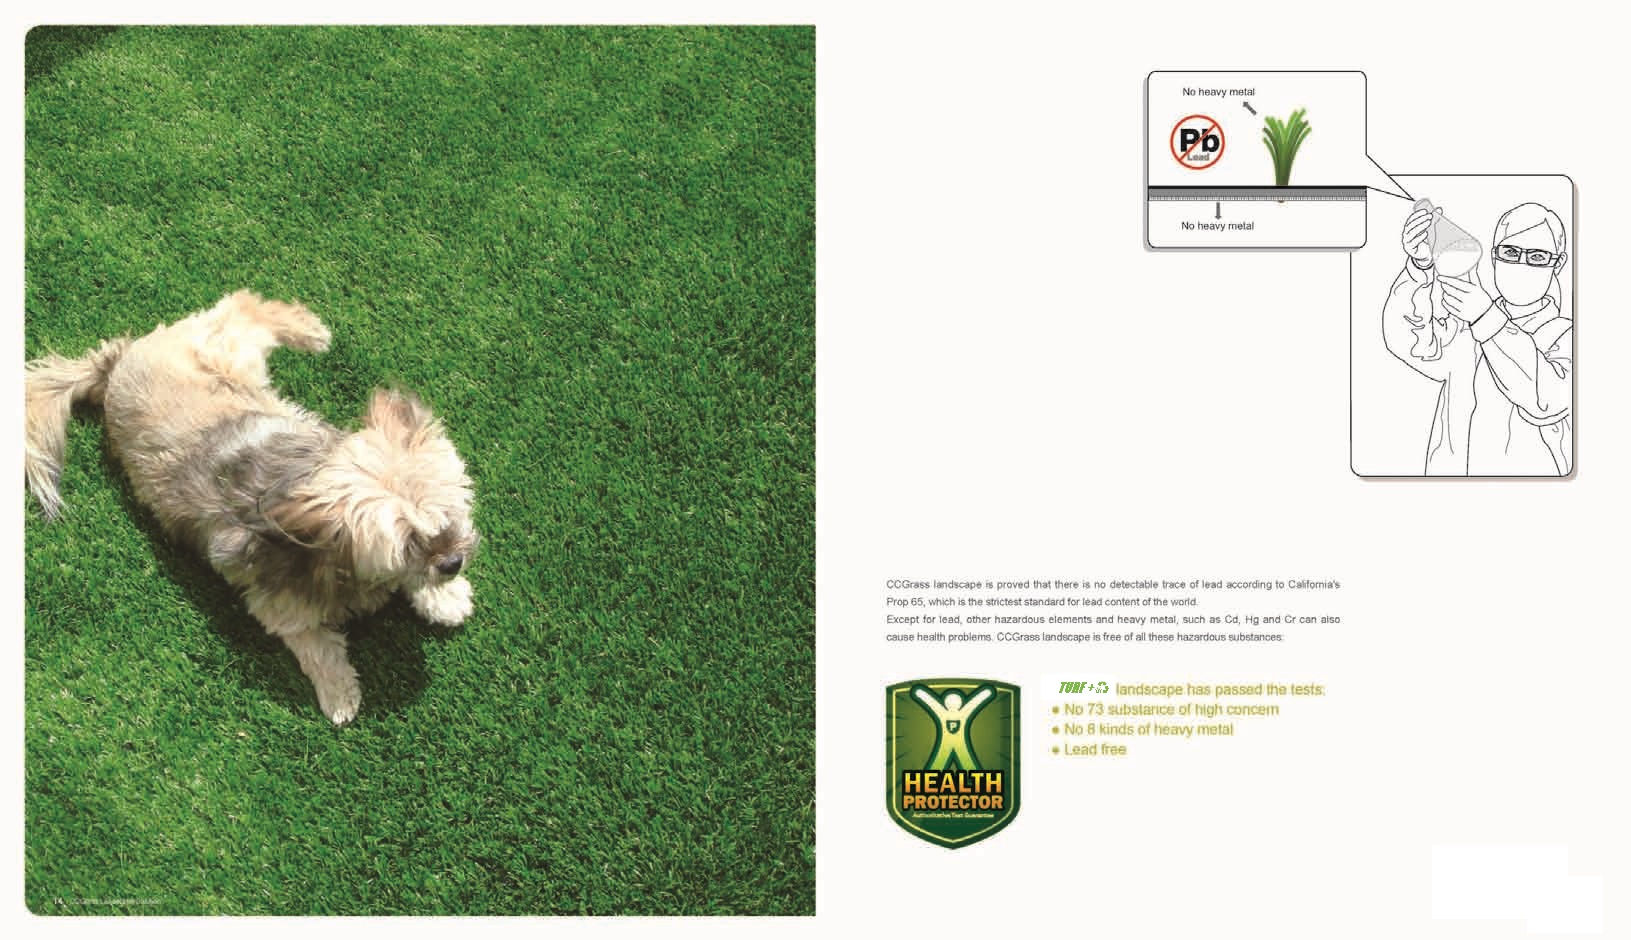 No heavy metal
Pb
Lead
No heavy metal
CCGrass landscape is proved that there is no detectable trace of lead according to California's
Prop 65, which is the strictest standard for lead content of the world.
Except for lead, other hazardous elements and heavy metal, such as Cd, Hg and Cr can also
cause health problems. CCGrass landscape is free of all these hazardous substances:
P
HEALTH
PROTECTOR
Authoritative Test Guarantee
TURF + landscape has passed the tests:
● No 73 substance of high concern
● No 8 kinds of heavy metal
● Lead free
14